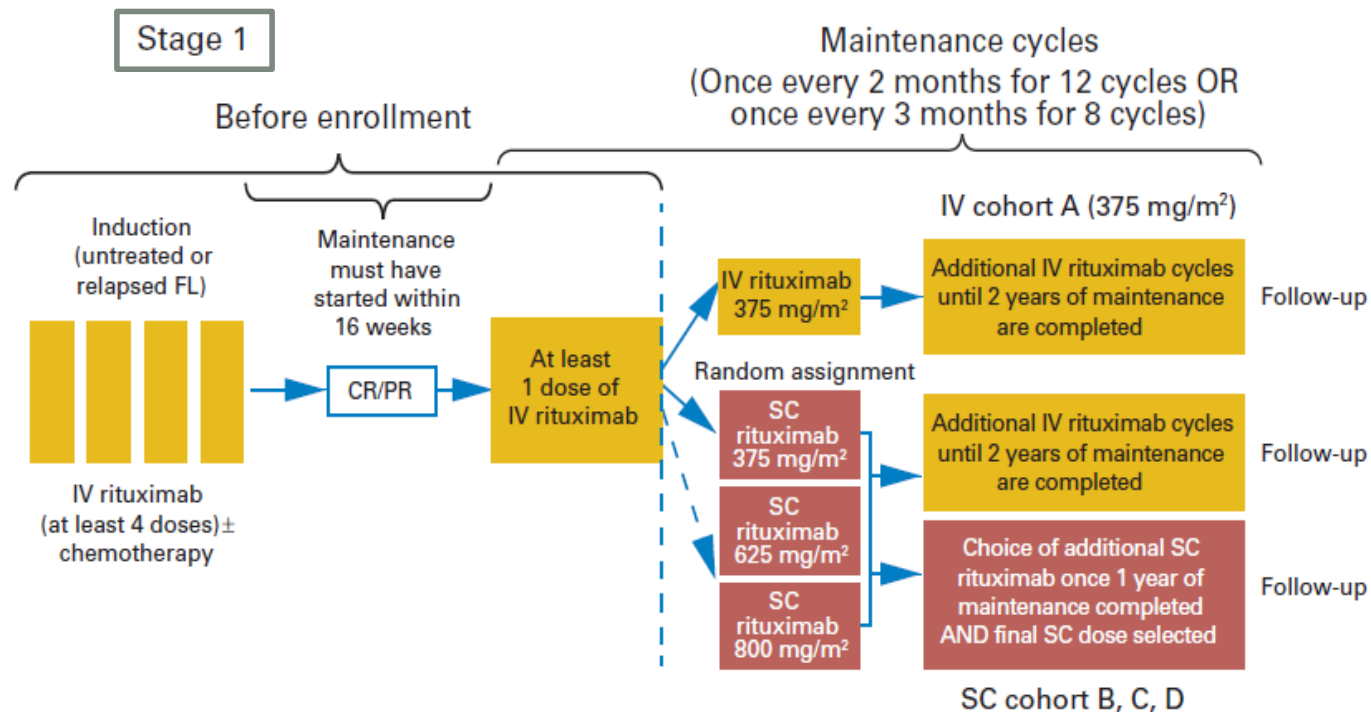 Stage 1
Maintenance cycles
(Once every 2 months for 12 cycles OR
once every 3 months for 8 cycles)
Before enrollment
Induction
(untreated or
relapsed FL)
IV rituximab
(at least 4 doses)±
chemotherapy
Maintenance
must have
started within
16 weeks
CR/PR
At least
1 dose of
IV rituximab
IV cohort A (375 mg/m²)
IV rituximab
375 mg/m²
Additional IV rituximab cycles
until 2 years of maintenance
are completed
Follow-up
Random assignment
SC
rituximab
375 mg/m²
SC
rituximab
625 mg/m²
SC
rituximab
800 mg/m²
Additional IV rituximab cycles
until 2 years of maintenance
are completed
Follow-up
Choice of additional SC
rituximab once 1 year of
maintenance completed
AND final SC dose selected
Follow-up
SC cohort B, C, D